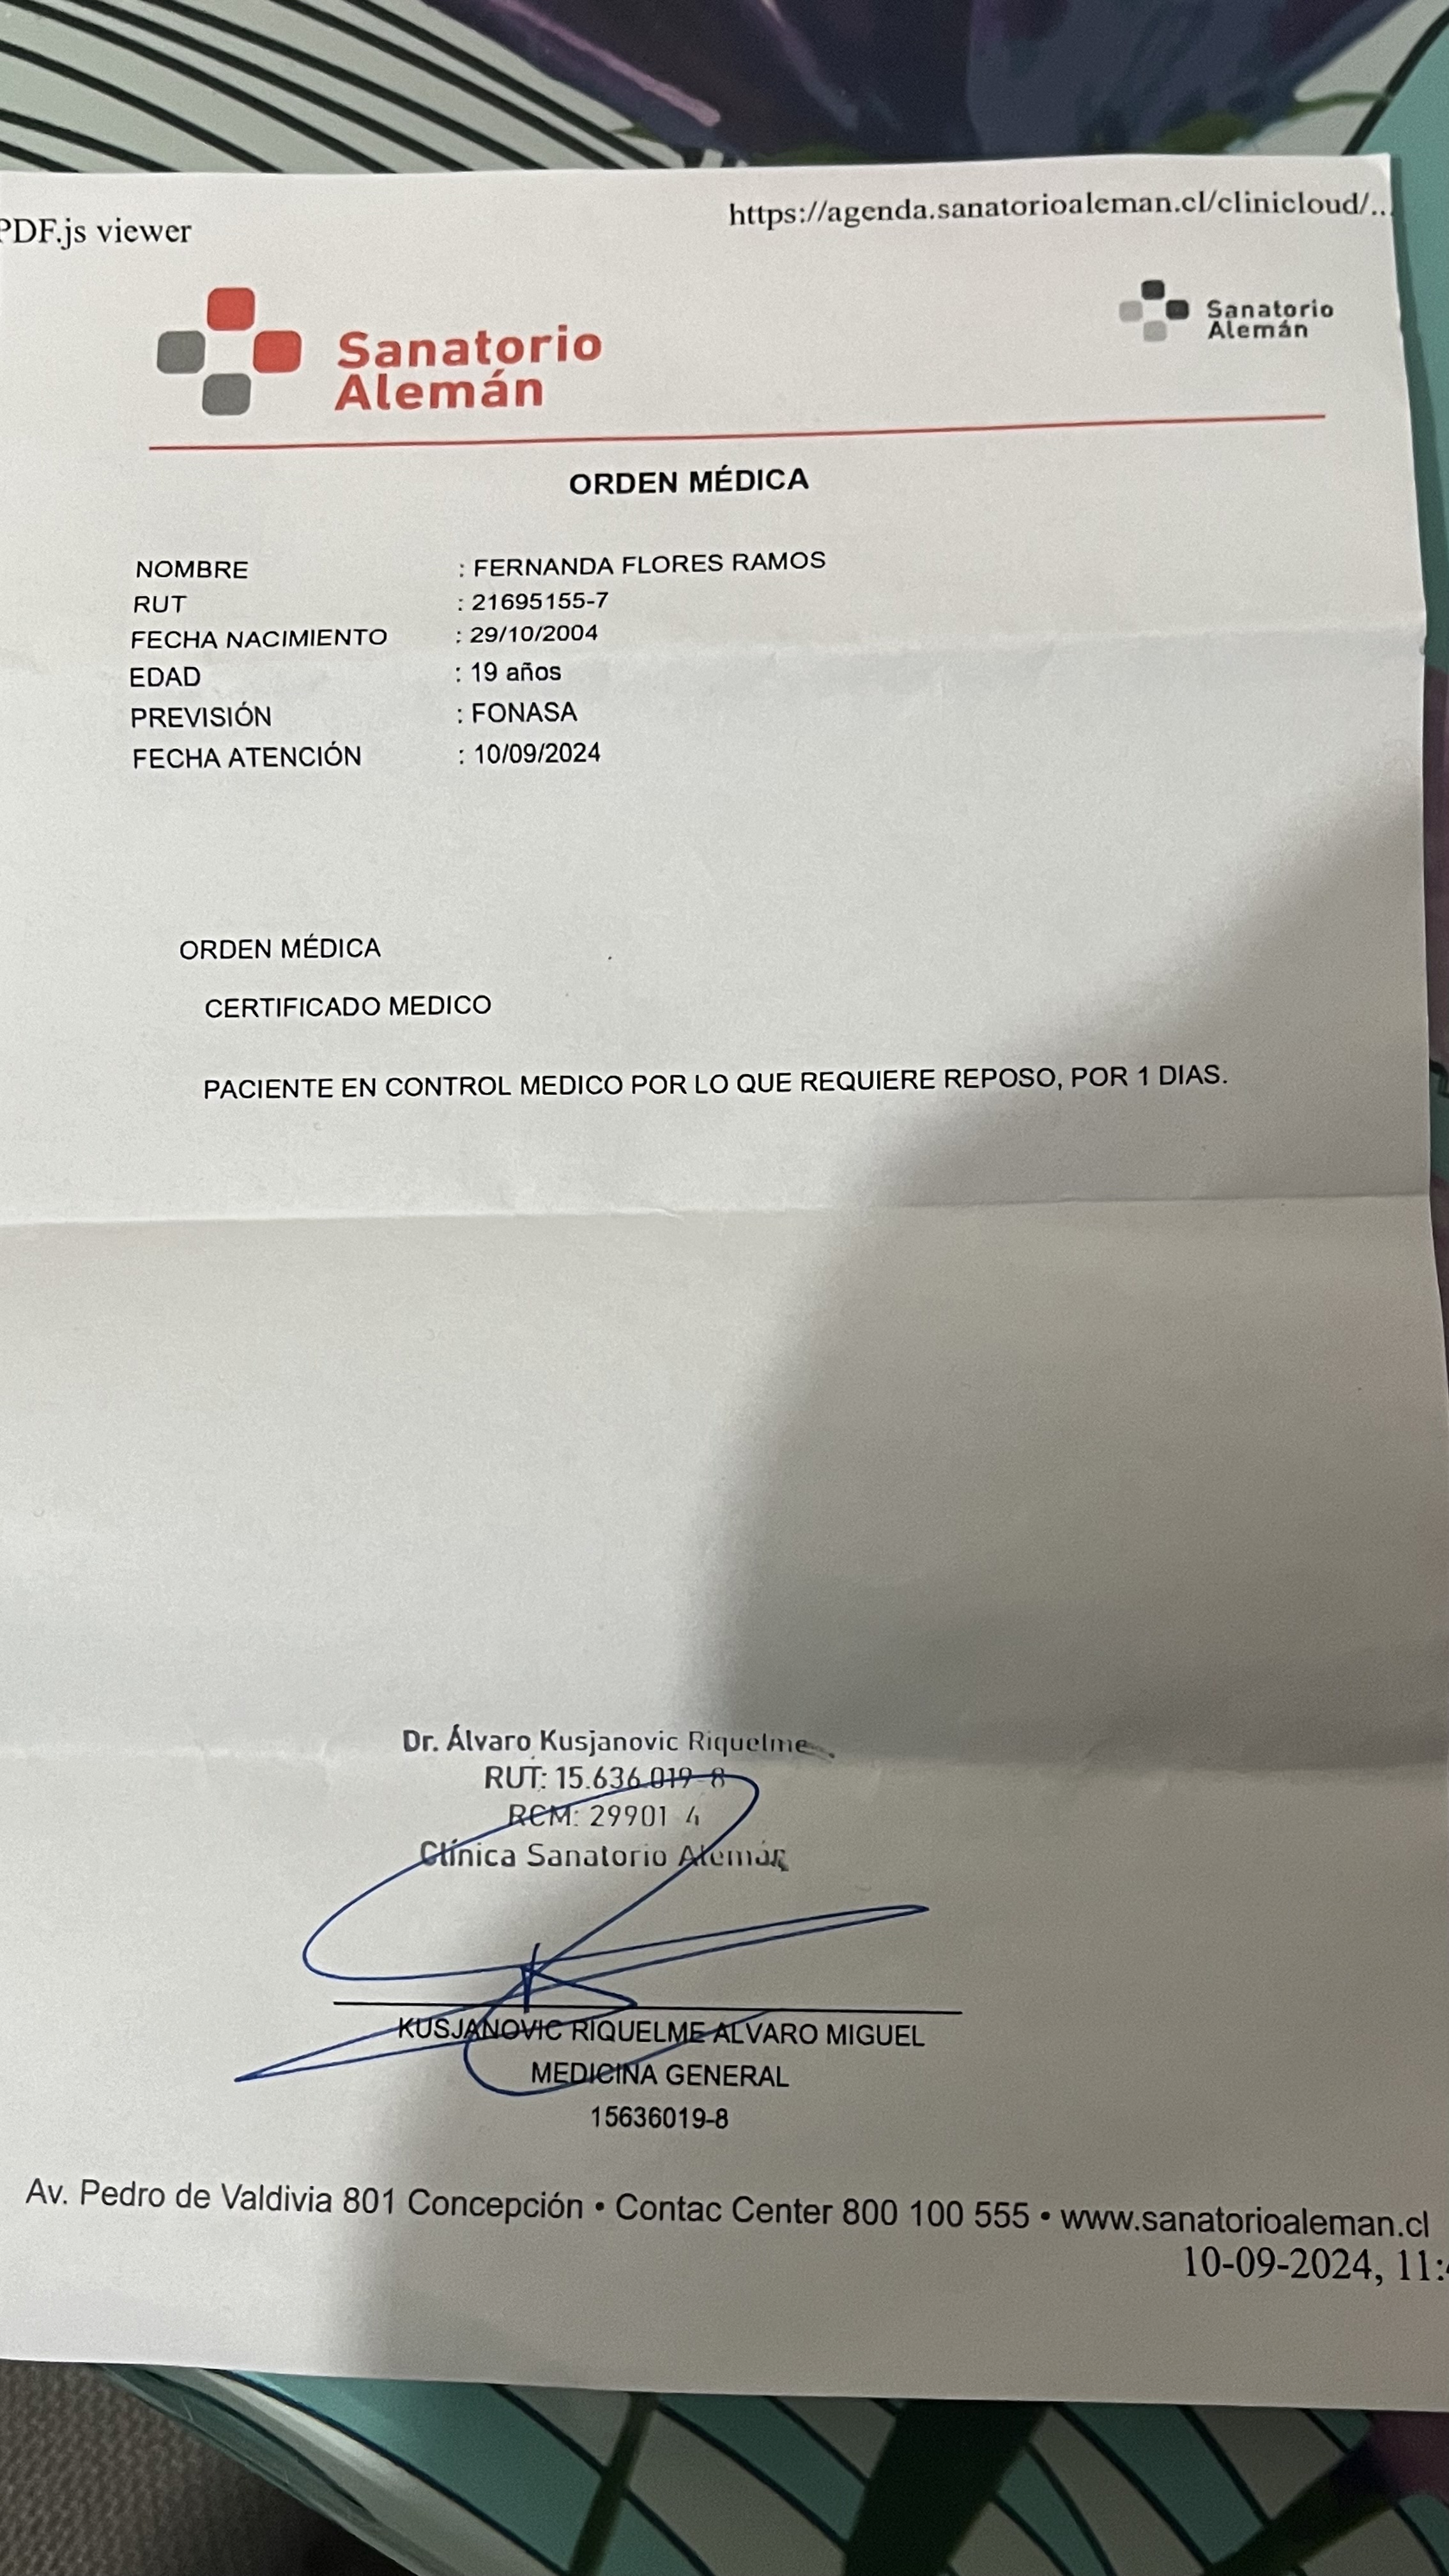 PDF.js viewer
https://agenda.sanatorioaleman.cl/clinicloud/...
Sanatorio
Alemán
Sanatorio
Alemán
ORDEN MÉDICA
NOMBRE : FERNANDA FLORES RAMOS
RUT : 21695155-7
FECHA NACIMIENTO : 29/10/2004
EDAD : 19 años
PREVISIÓN : FONASA
FECHA ATENCIÓN : 10/09/2024
ORDEN MÉDICA
CERTIFICADO MEDICO
PACIENTE EN CONTROL MEDICO POR LO QUE REQUIERE REPOSO, POR 1 DIAS.
Dr. Álvaro Kusjanovic Riquelme
RUT: 15.636.019-8
RCM: 29901 4
Clínica Sanatorio Alemán
KUSJANOVIC RIQUELME ALVARO MIGUEL
MEDICINA GENERAL
15636019-8
Av. Pedro de Valdivia 801 Concepción • Contac Center 800 100 555 • www.sanatorioaleman.cl
10-09-2024, 11: